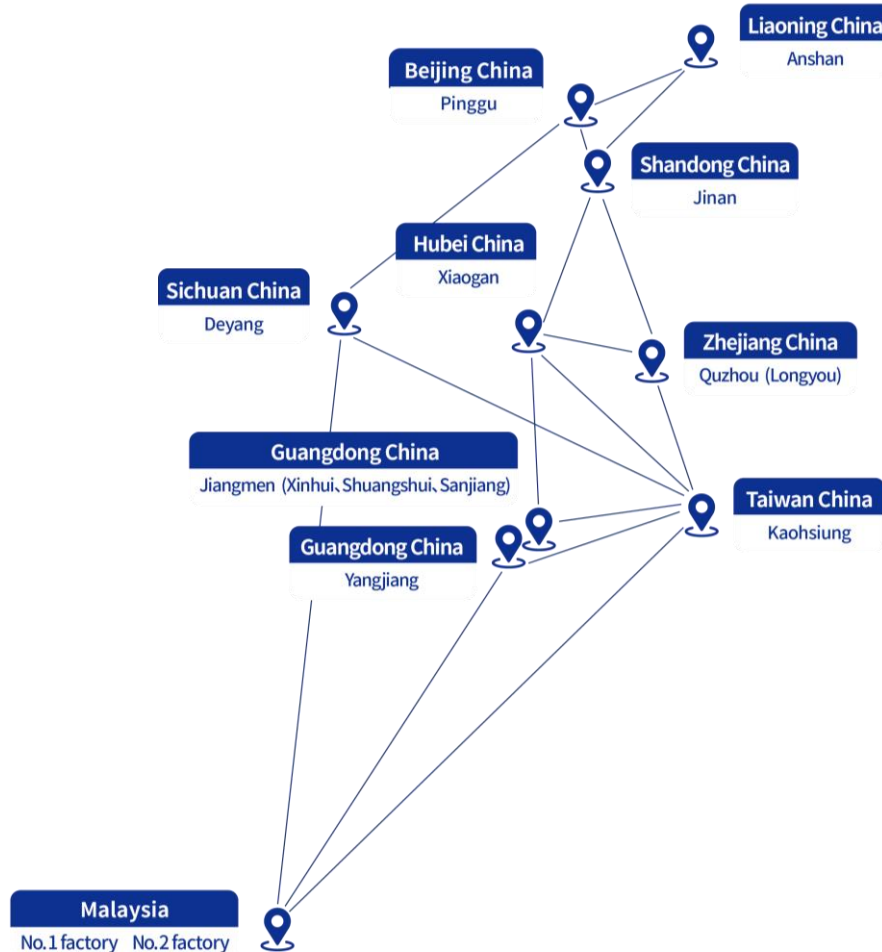 Liaoning China
Anshan
Beijing China
Pinggu
Shandong China
Jinan
Hubei China
Xiaogan
Sichuan China
Deyang
Zhejiang China
Quzhou (Longyou)
Guangdong China
Jiangmen (Xinhui、Shuangshui、Sanjiang)
Taiwan China
Kaohsiung
Guangdong China
Yangjiang
Malaysia
No.1 factory No.2 factory